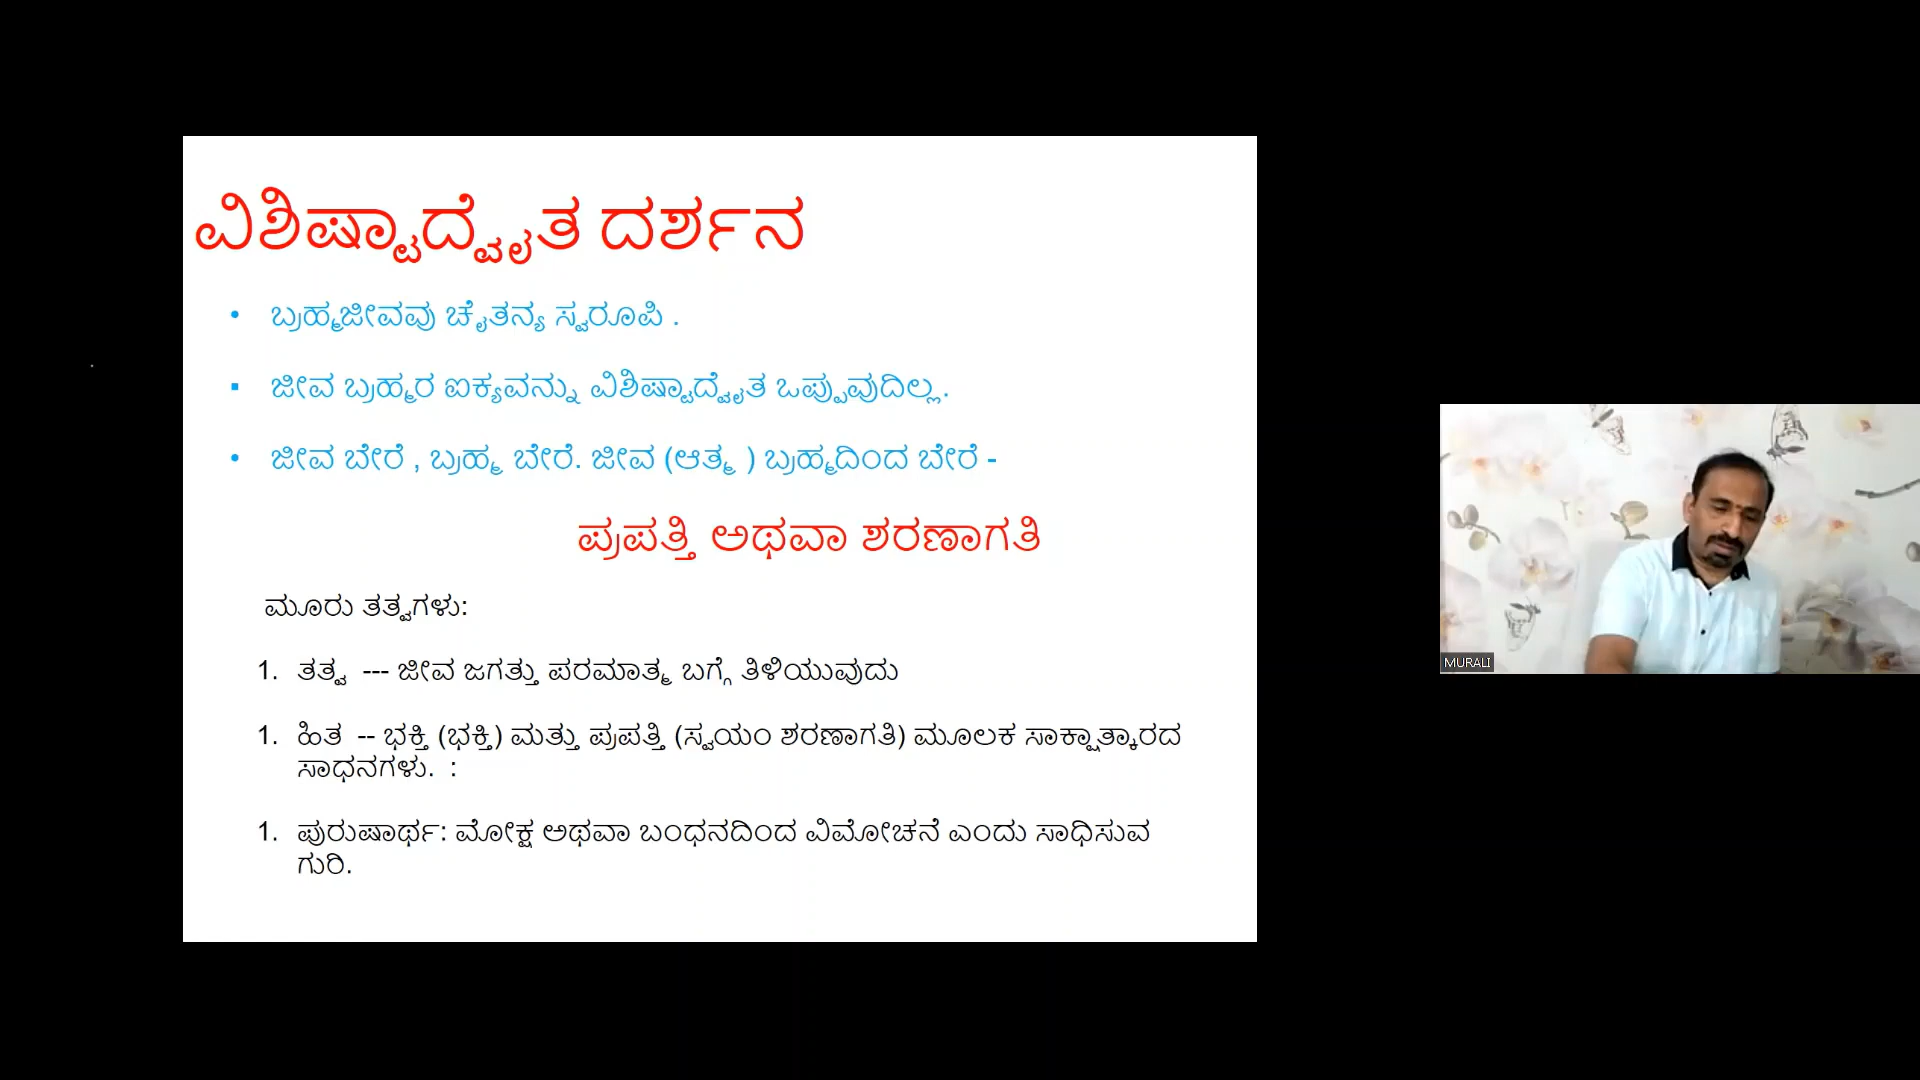 ವಿಶಿಷ್ಟಾದ್ವೈತ ದರ್ಶನ
• ಬ್ರಹ್ಮಜೀವವು ಚೈತನ್ಯ ಸ್ವರೂಪಿ .
▪ ಜೀವ ಬ್ರಹ್ಮರ ಐಕ್ಯವನ್ನು ವಿಶಿಷ್ಟಾದ್ವೈತ ಒಪ್ಪುವುದಿಲ್ಲ.
• ಜೀವ ಬೇರೆ , ಬ್ರಹ್ಮ ಬೇರೆ. ಜೀವ (ಆತ್ಮ ) ಬ್ರಹ್ಮದಿಂದ ಬೇರೆ -
ಪ್ರಪತ್ತಿ ಅಥವಾ ಶರಣಾಗತಿ
ಮೂರು ತತ್ವಗಳು:
1. ತತ್ವ --- ಜೀವ ಜಗತ್ತು ಪರಮಾತ್ಮ ಬಗ್ಗೆ ತಿಳಿಯುವುದು
1. ಹಿತ -- ಭಕ್ತಿ (ಭಕ್ತಿ) ಮತ್ತು ಪ್ರಪತ್ತಿ (ಸ್ವಯಂ ಶರಣಾಗತಿ) ಮೂಲಕ ಸಾಕ್ಷಾತ್ಕಾರದ
ಸಾಧನಗಳು. :
1. ಪುರುಷಾರ್ಥ: ಮೋಕ್ಷ ಅಥವಾ ಬಂಧನದಿಂದ ವಿಮೋಚನೆ ಎಂದು ಸಾಧಿಸುವ
ಗುರಿ.
MURALI